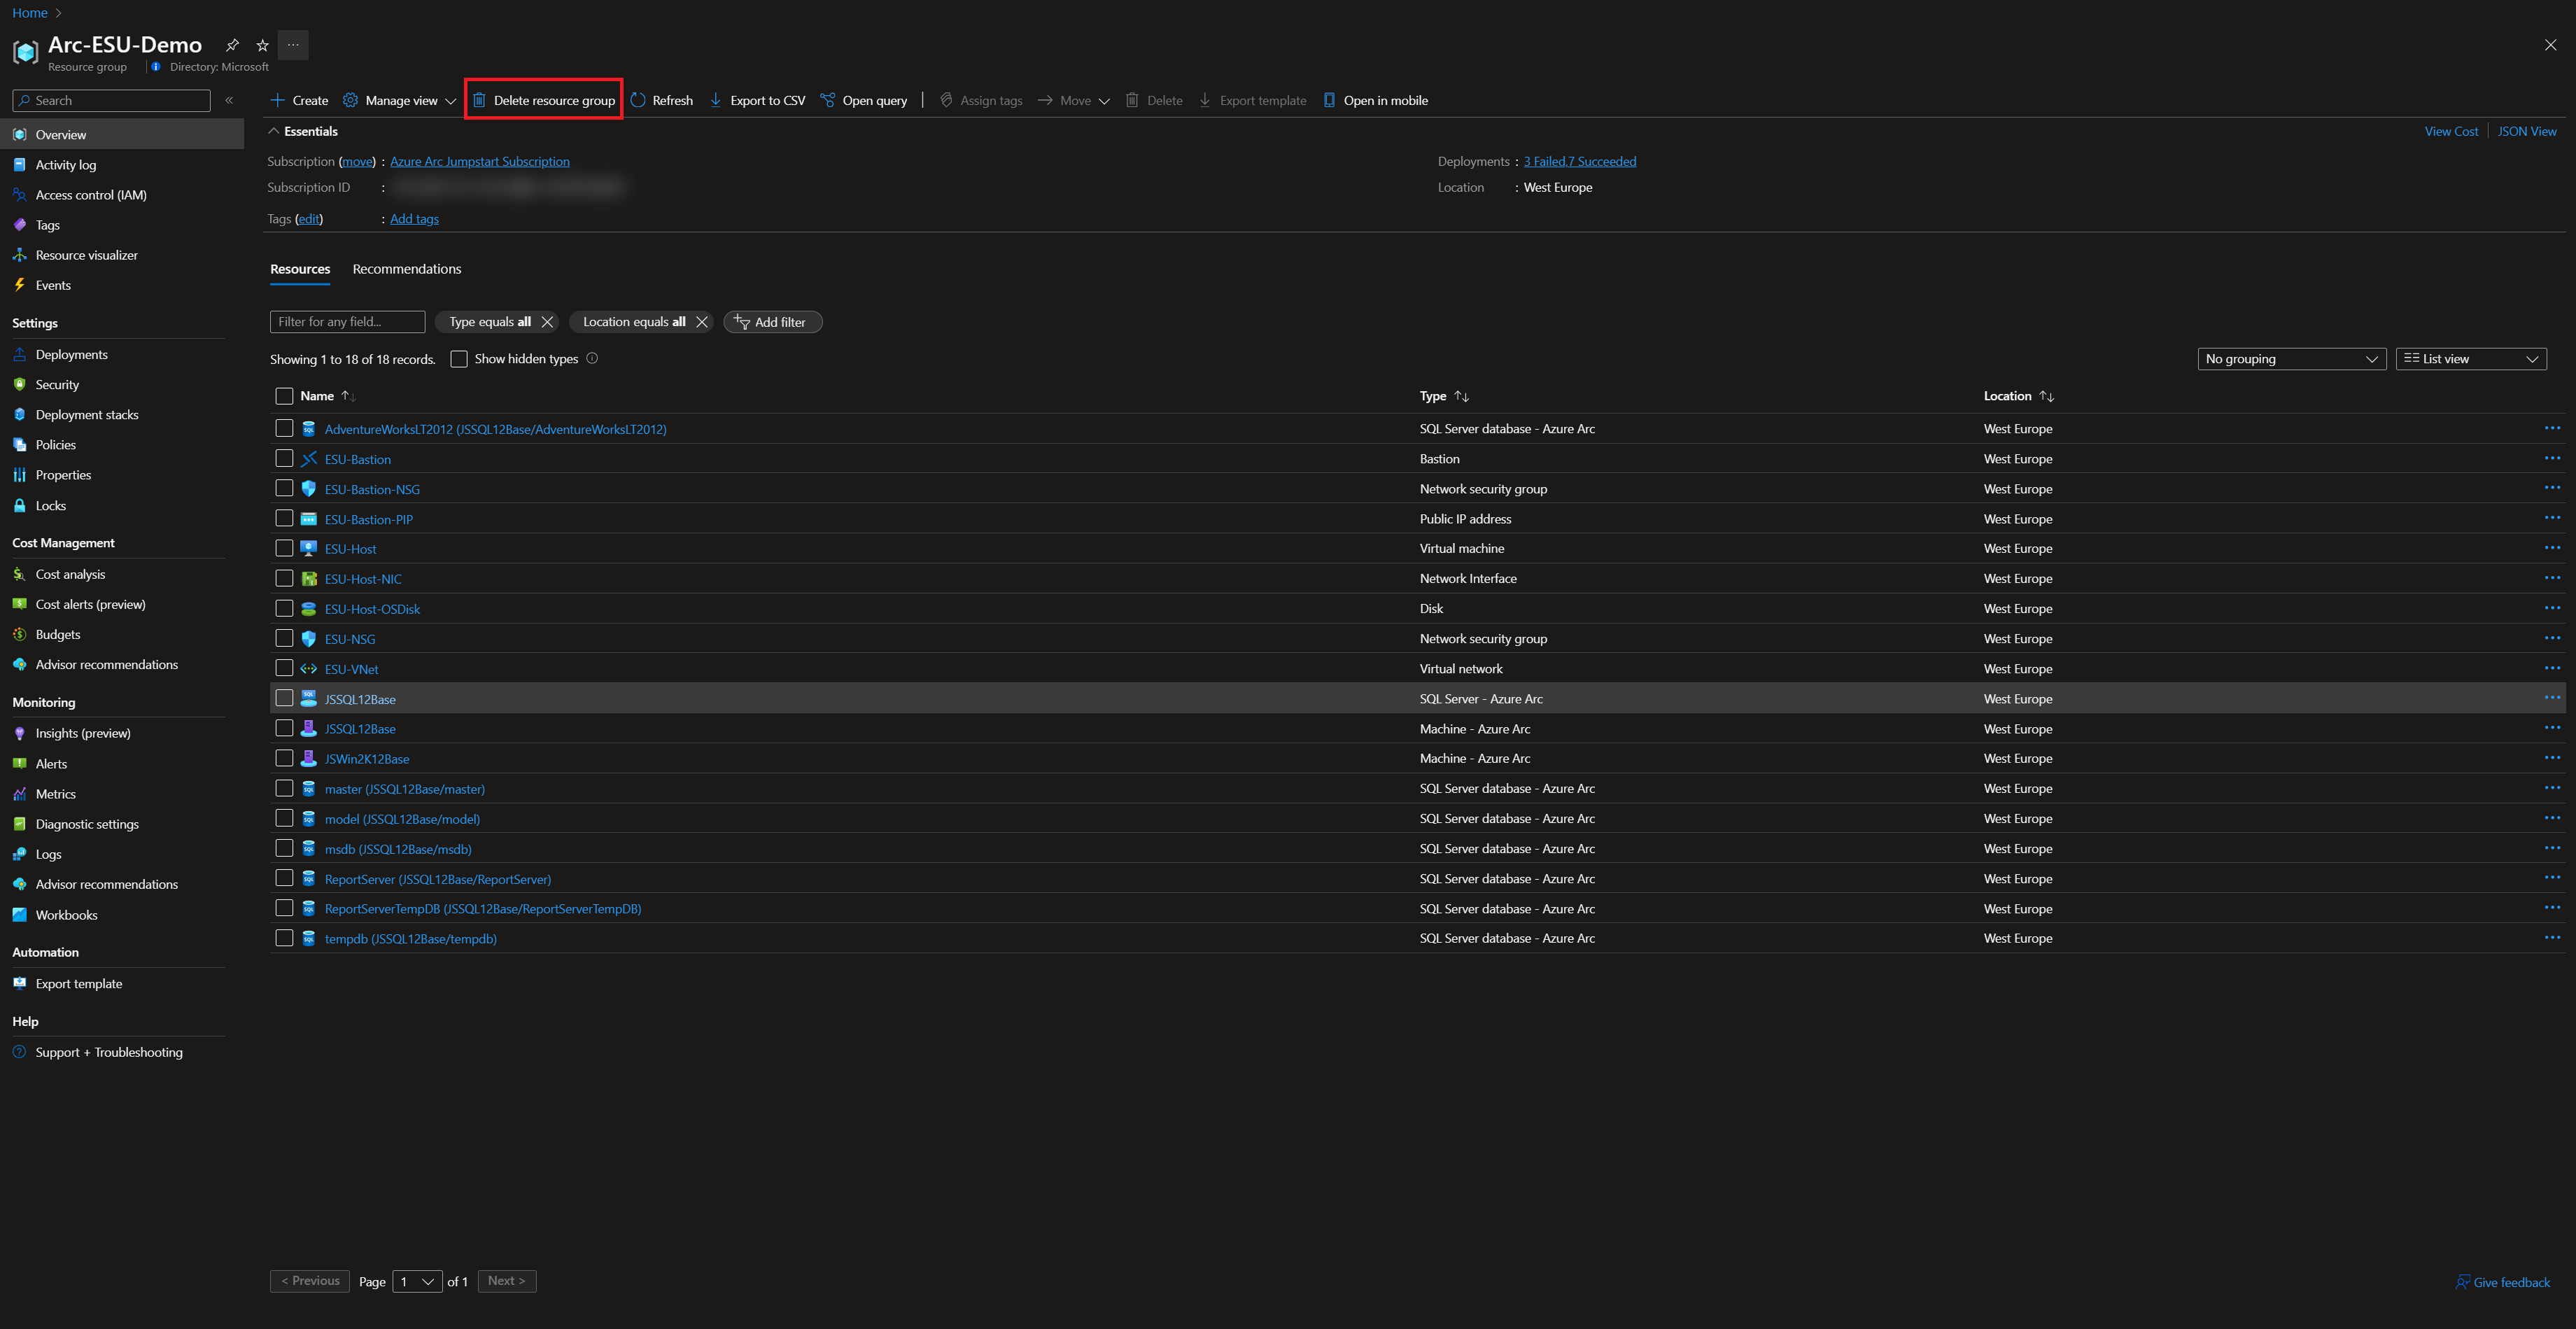 Home >
Arc-ESU-Demo
Resource group
Directory: Microsoft
Search
Create Manage view Delete resource group Refresh Export to CSV Open query Assign tags Move Delete Export template Open in mobile
Overview
Activity log
Access control (IAM)
Tags
Resource visualizer
Events
Settings
Deployments
Security
Deployment stacks
Policies
Properties
Locks
Cost Management
Cost analysis
Cost alerts (preview)
Budgets
Advisor recommendations
Monitoring
Insights (preview)
Alerts
Metrics
Diagnostic settings
Logs
Advisor recommendations
Workbooks
Automation
Export template
Help
Support + Troubleshooting
Essentials
View Cost
JSON View
Subscription (move) : Azure Arc Jumpstart Subscription
Deployments : 3 Failed,7 Succeeded
Subscription ID :
Location : West Europe
Tags (edit) : Add tags
Resources Recommendations
Filter for any field...
Type equals all
Location equals all
Add filter
Showing 1 to 18 of 18 records.
Show hidden types
No grouping
List view
Name Type Location
AdventureWorksLT2012 (JSSQL12Base/AdventureWorksLT2012) SQL Server database - Azure Arc West Europe
ESU-Bastion Bastion West Europe
ESU-Bastion-NSG Network security group West Europe
ESU-Bastion-PIP Public IP address West Europe
ESU-Host Virtual machine West Europe
ESU-Host-NIC Network Interface West Europe
ESU-Host-OSDisk Disk West Europe
ESU-NSG Network security group West Europe
ESU-VNet Virtual network West Europe
JSSQL12Base SQL Server - Azure Arc West Europe
JSSQL12Base Machine - Azure Arc West Europe
JSWin2K12Base Machine - Azure Arc West Europe
master (JSSQL12Base/master) SQL Server database - Azure Arc West Europe
model (JSSQL12Base/model) SQL Server database - Azure Arc West Europe
msdb (JSSQL12Base/msdb) SQL Server database - Azure Arc West Europe
ReportServer (JSSQL12Base/ReportServer) SQL Server database - Azure Arc West Europe
ReportServerTempDB (JSSQL12Base/ReportServerTempDB) SQL Server database - Azure Arc West Europe
tempdb (JSSQL12Base/tempdb) SQL Server database - Azure Arc West Europe
< Previous Page 1 of 1 Next >
Give feedback